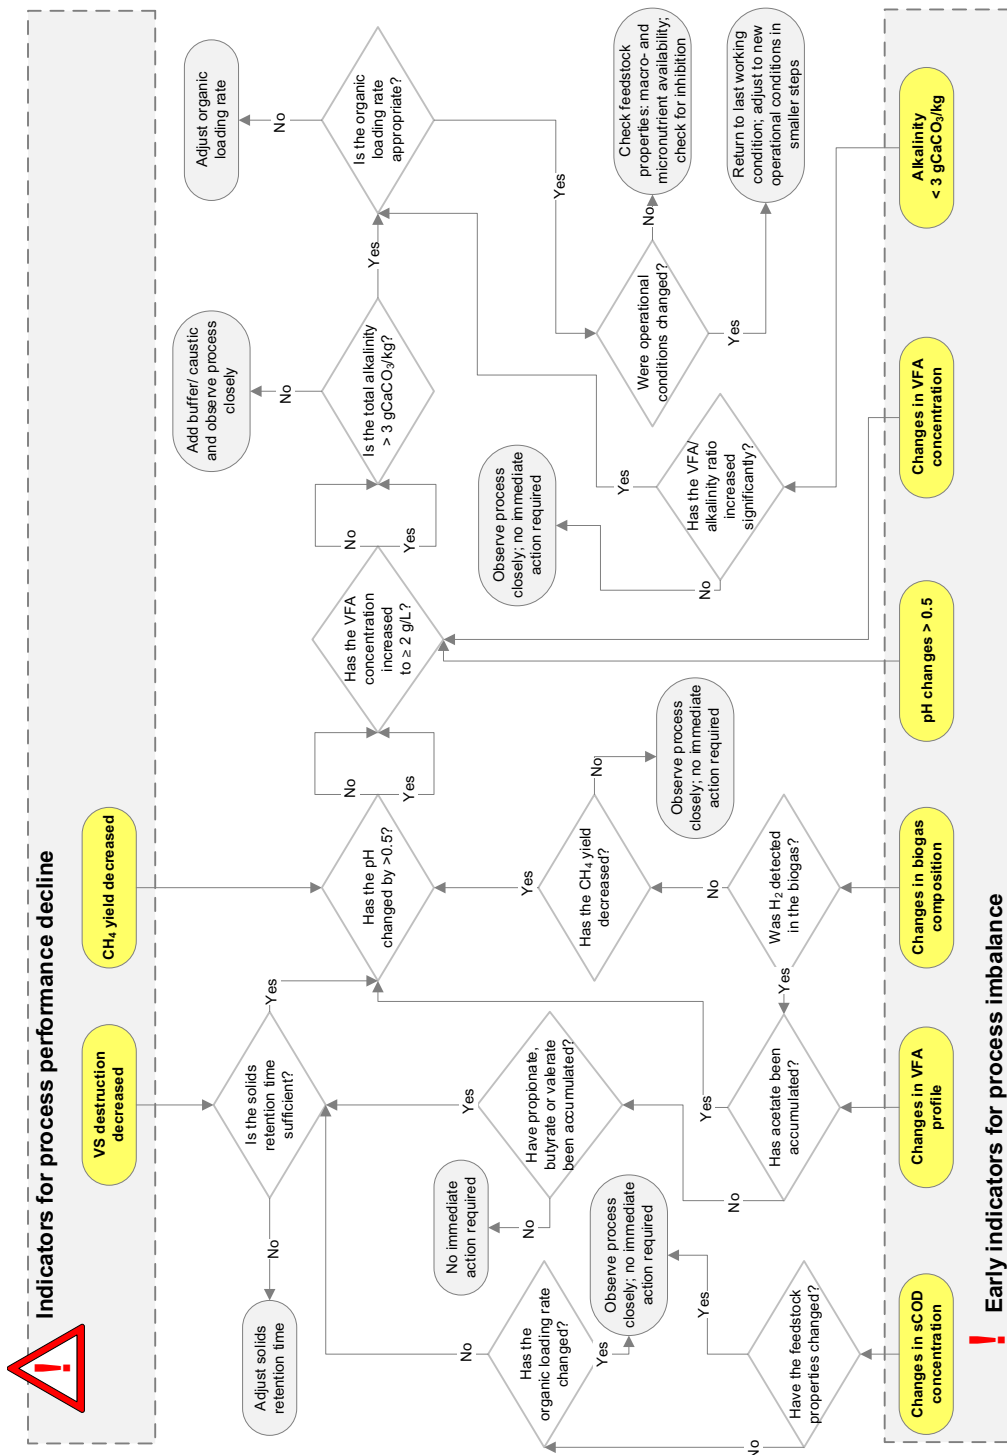 Indicators for process performance decline
VS destruction
decreased
CH₄ yield decreased
Adjust solids
retention time
No
Is the solids
retention time
sufficient?
Yes
Has the pH
changed by >0.5?
No
Yes
Has the VFA
concentration
increased
to ≥ 2 g/L?
No
Yes
Add buffer/ caustic
and observe process
closely
No
Is the total alkalinity
> 3 gCaCO₃/kg?
Yes
Adjust organic
loading rate
No
Is the organic
loading rate
appropriate?
Yes
No
Has the
organic loading rate
changed?
Yes
No immediate
action required
No
Yes
Have propionate,
butyrate or valerate
been accumulated?
Observe process
closely; no immediate
action required
Yes
Has the CH₄ yield
decreased?
No
Observe process
closely; no immediate
action required
Observe process
closely; no immediate
action required
No
Yes
Has the VFA/
alkalinity ratio
increased
significantly?
Were operational
conditions changed?
No
Yes
Check feedstock
properties: macro- and
micronutrient availability;
check for inhibition
Return to last working
condition; adjust to new
operational conditions in
smaller steps
No
Yes
Have the feedstock
properties changed?
No
Yes
Has acetate been
accumulated?
Yes
No
Was H₂ detected
in the biogas?
Changes in sCOD
concentration
Changes in VFA
profile
Changes in biogas
composition
pH changes > 0.5
Changes in VFA
concentration
Alkalinity
< 3 gCaCO₃/kg
! Early indicators for process imbalance